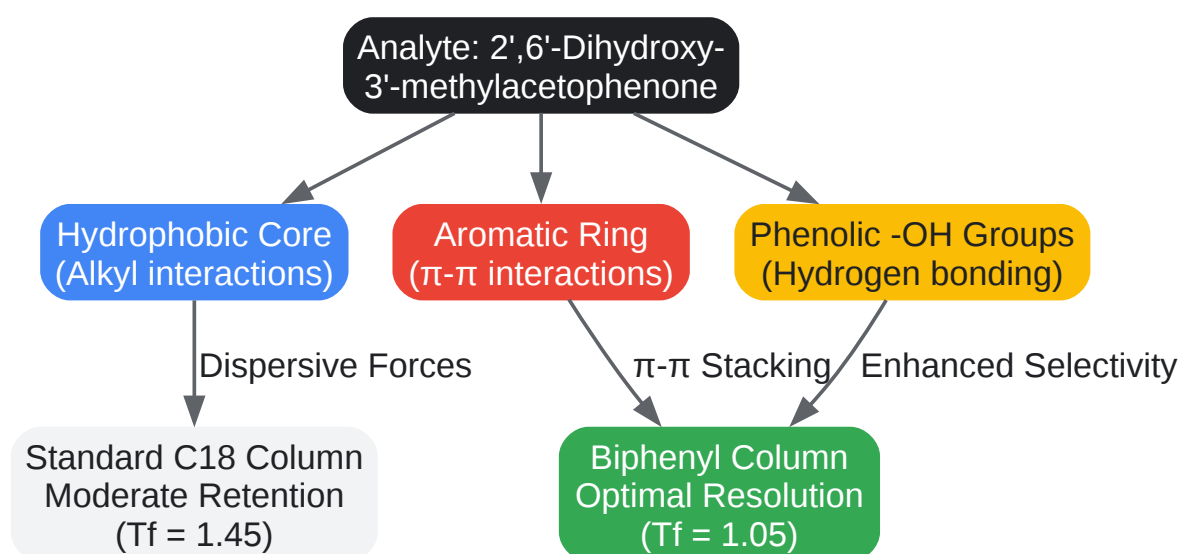 Analyte: 2',6'-Dihydroxy-
3'-methylacetophenone
Hydrophobic Core
(Alkyl interactions)
Aromatic Ring
(π-π interactions)
Phenolic -OH Groups
(Hydrogen bonding)
Dispersive Forces
π-π Stacking
Enhanced Selectivity
Standard C18 Column
Moderate Retention
(Tf = 1.45)
Biphenyl Column
Optimal Resolution
(Tf = 1.05)